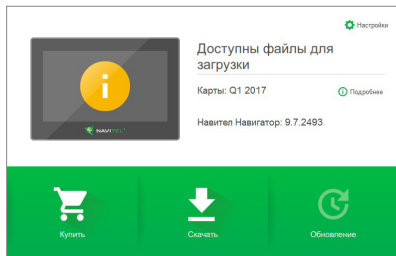 Настройки
Доступны файлы для
загрузки
Карты: Q1 2017
Подробнее
Навител Навигатор: 9.7.2493
NAVITEL
Купить
Скачать
Обновление